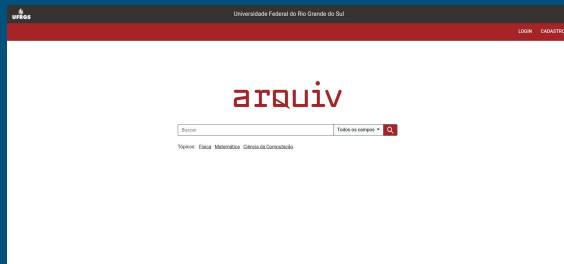 UFRGS
Universidade Federal do Rio Grande do Sul
LOGIN CADASTRO
arquiv
Buscar Todos os campos
Tópicos: Física Matemática Ciência da Computação